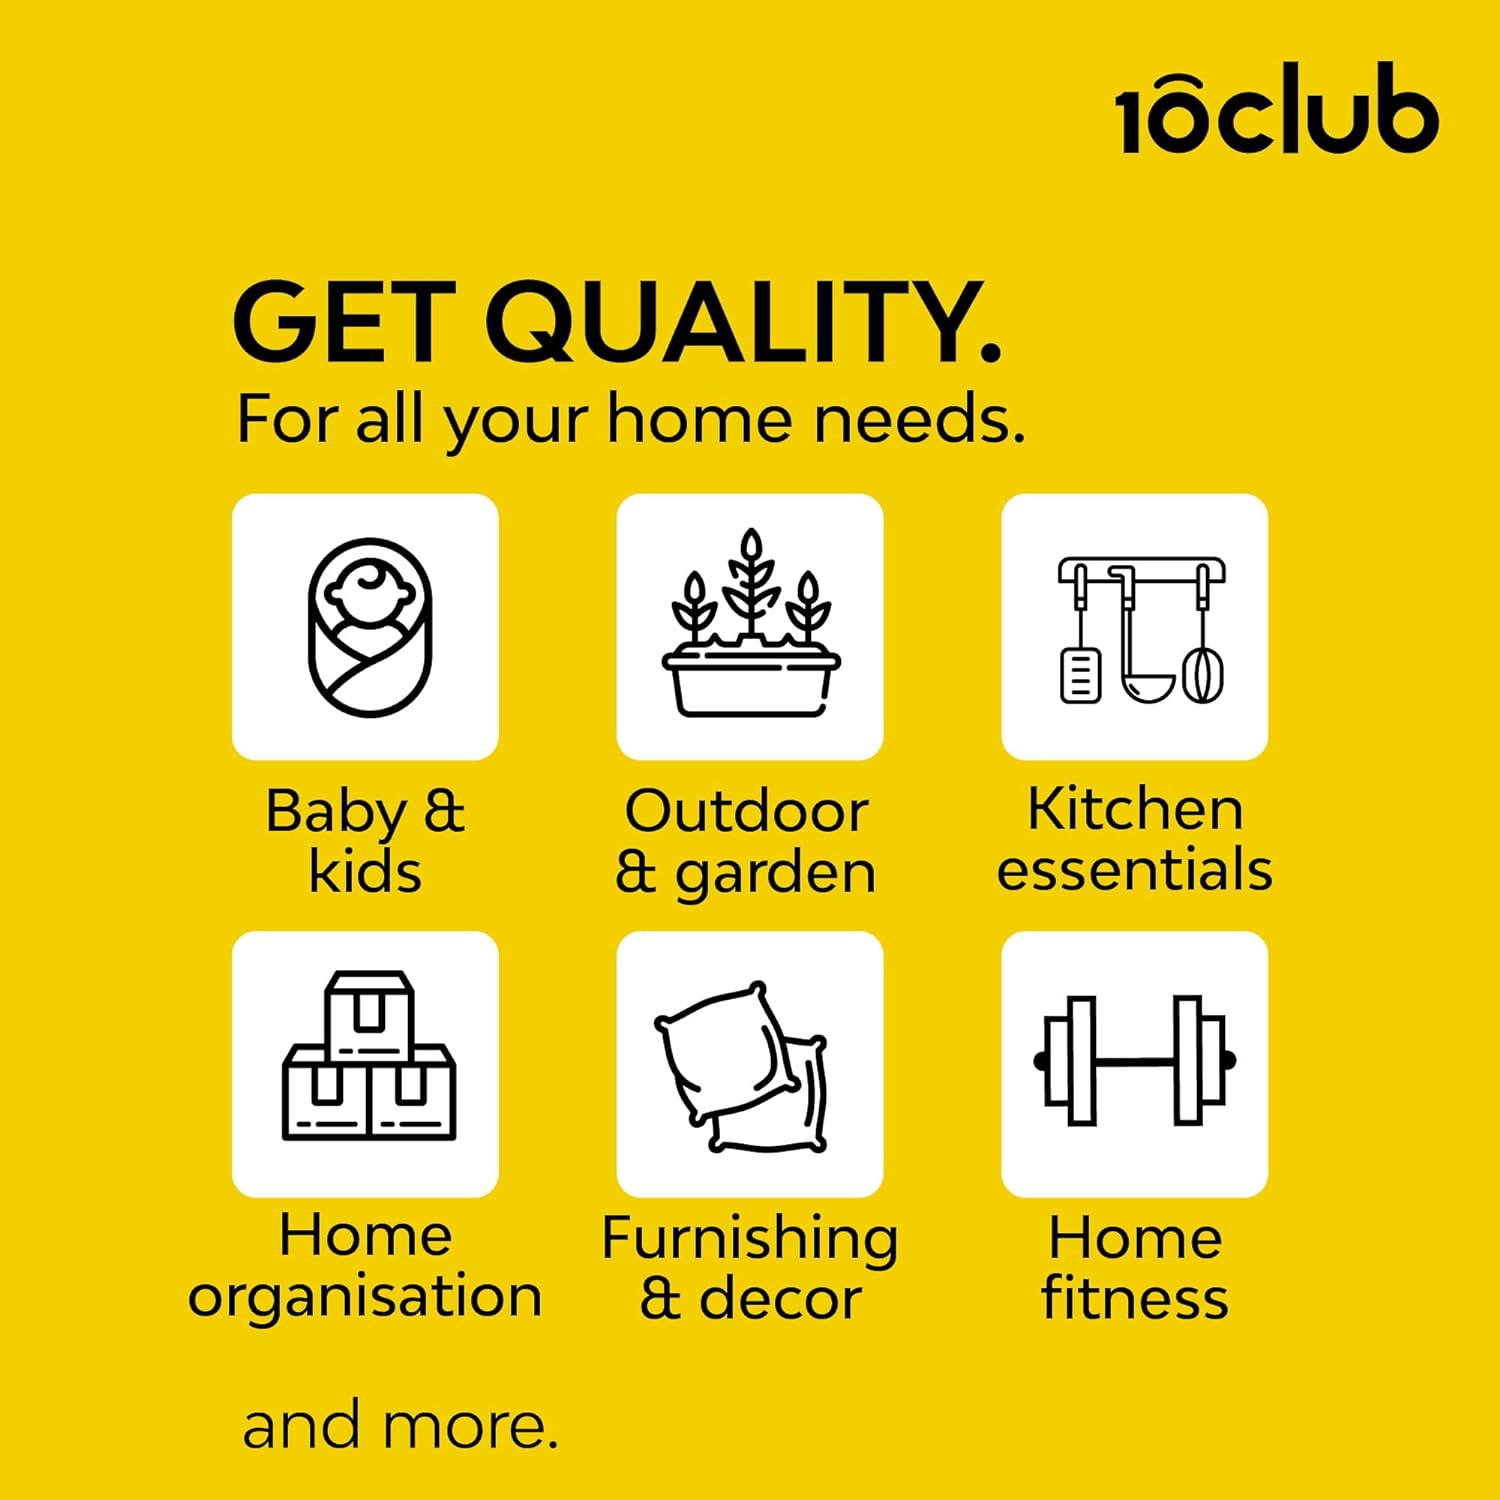 10club
GET QUALITY.
For all your home needs.
Baby &
kids
Outdoor
& garden
Kitchen
essentials
Home
organisation
Furnishing
& decor
Home
fitness
and more.